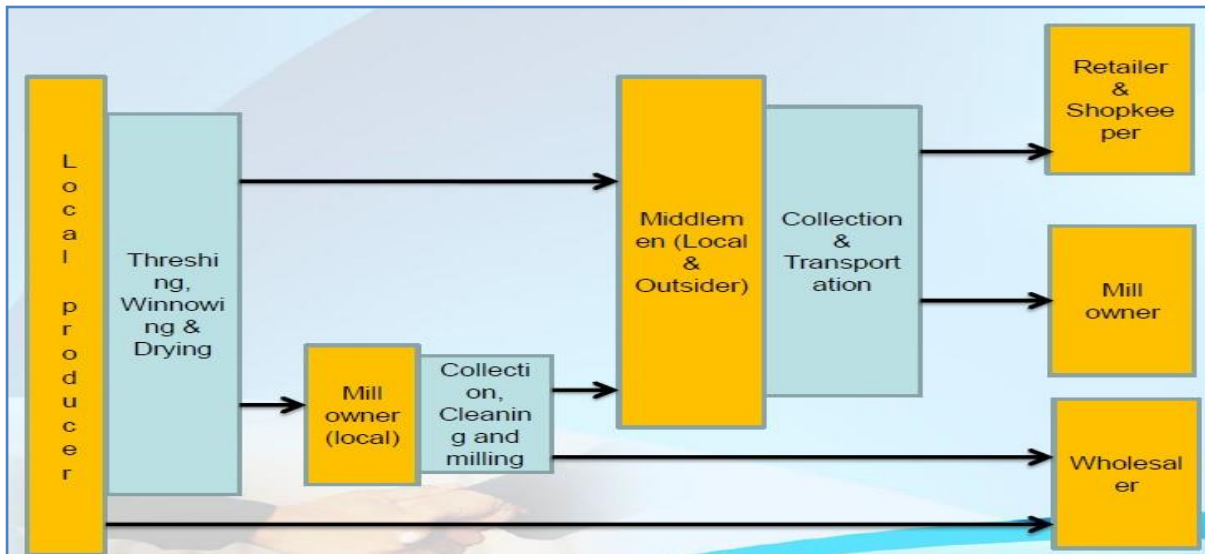 L
o
c
a
l
p
r
o
d
u
c
e
r
Threshi
ng,
Winnowi
ng &
Drying
Mill
owner
(local)
Collecti
on,
Cleanin
g and
milling
Middlem
en (Local
&
Outsider)
Collection
&
Transport
ation
Retailer
&
Shopkee
per
Mill
owner
Wholesal
er